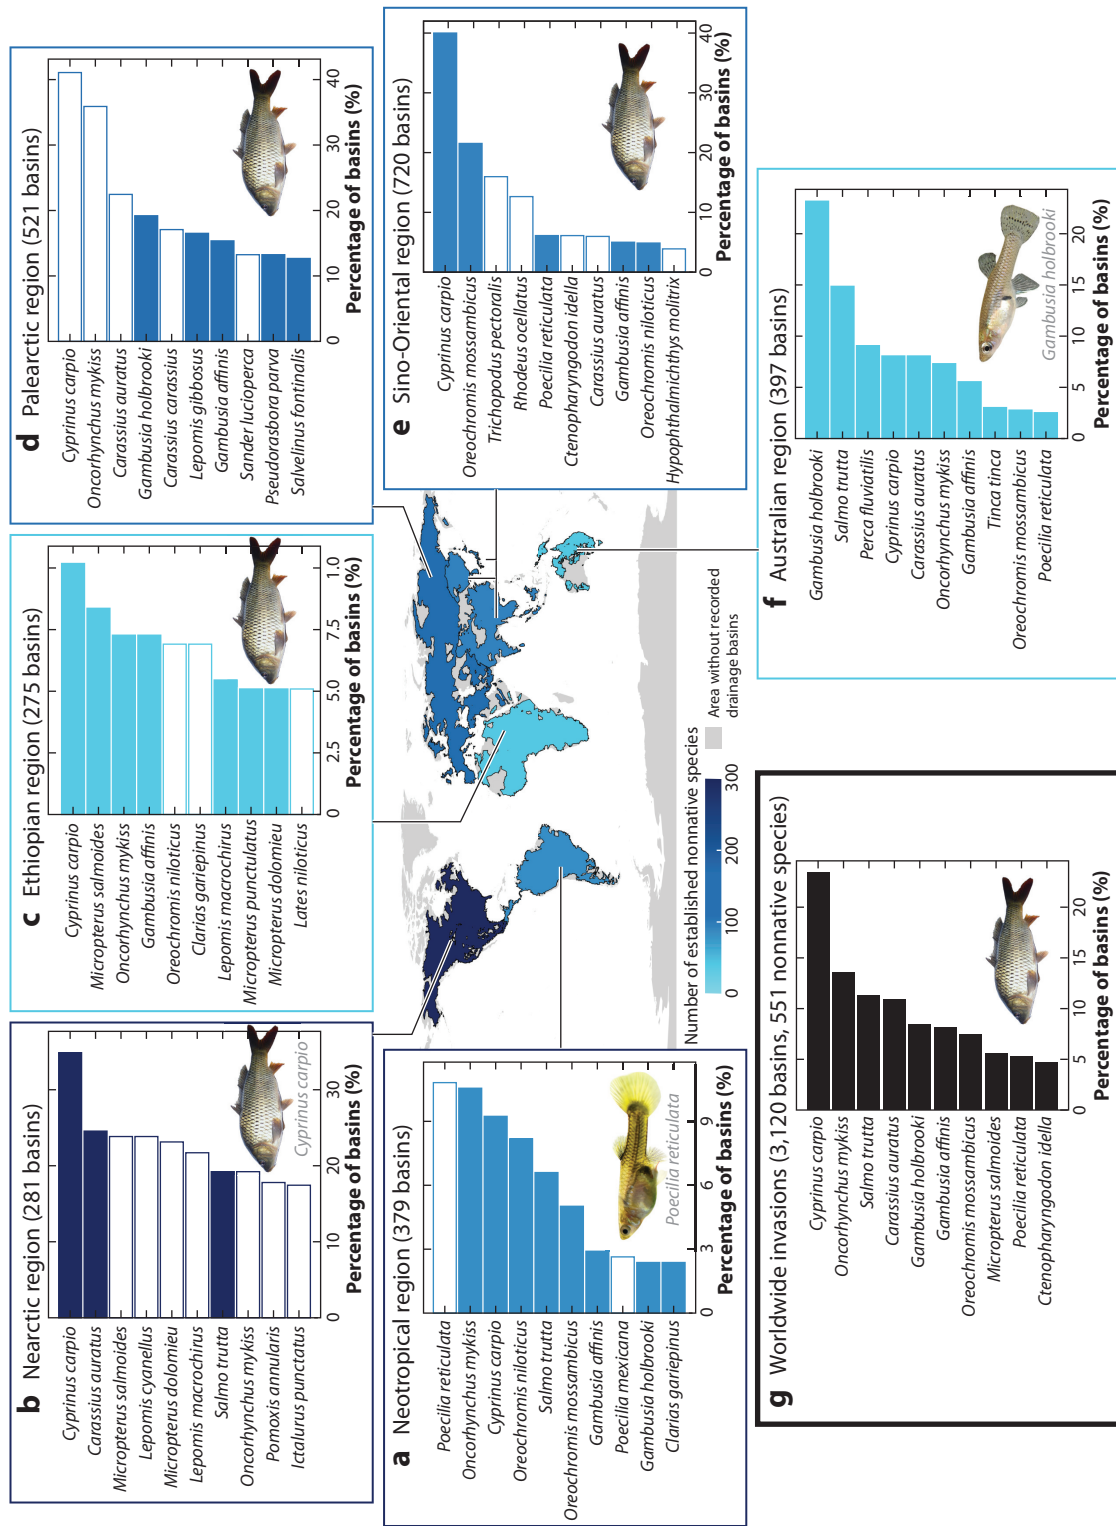 b Nearctic region (281 basins)
Cyprinus carpio
Carassius auratus
Micropterus salmoides
Lepomis cyanellus
Micropterus dolomieu
Lepomis macrochirus
Salmo trutta
Oncorhynchus mykiss
Pomoxis annularis
Ictalurus punctatus
Cyprinus carpio
0 10 20 30
Percentage of basins (%)
c Ethiopian region (275 basins)
Cyprinus carpio
Micropterus salmoides
Oncorhynchus mykiss
Gambusia affinis
Oreochromis niloticus
Clarias gariepinus
Lepomis macrochirus
Micropterus punctulatus
Micropterus dolomieu
Lates niloticus
0 2.5 5.0 7.5 1.0
Percentage of basins (%)
d Palearctic region (521 basins)
Cyprinus carpio
Oncorhynchus mykiss
Carassius auratus
Gambusia holbrooki
Carassius carassius
Lepomis gibbosus
Gambusia affinis
Sander lucioperca
Pseudorasbora parva
Salvelinus fontinalis
0 10 20 30 40
Percentage of basins (%)
a Neotropical region (379 basins)
Poecilia reticulata
Oncorhynchus mykiss
Cyprinus carpio
Oreochromis niloticus
Salmo trutta
Oreochromis mossambicus
Gambusia affinis
Poecilia mexicana
Gambusia holbrooki
Clarias gariepinus
Poecilia reticulata
0 3 6 9
Percentage of basins (%)
Number of established nonnative species
0 100 200 300
Area without recorded
drainage basins
e Sino-Oriental region (720 basins)
Cyprinus carpio
Oreochromis mossambicus
Trichopodus pectoralis
Rhodeus ocellatus
Poecilia reticulata
Ctenopharyngodon idella
Carassius auratus
Gambusia affinis
Oreochromis niloticus
Hypophthalmichthys molitrix
0 10 20 30 40
Percentage of basins (%)
g Worldwide invasions (3,120 basins, 551 nonnative species)
Cyprinus carpio
Oncorhynchus mykiss
Salmo trutta
Carassius auratus
Gambusia holbrooki
Gambusia affinis
Oreochromis mossambicus
Micropterus salmoides
Poecilia reticulata
Ctenopharyngodon idella
0 5 10 15 20
Percentage of basins (%)
f Australian region (397 basins)
Gambusia holbrooki
Salmo trutta
Perca fluviatilis
Cyprinus carpio
Carassius auratus
Oncorhynchus mykiss
Gambusia affinis
Tinca tinca
Oreochromis mossambicus
Poecilia reticulata
Gambusia holbrooki
0 5 10 15 20
Percentage of basins (%)